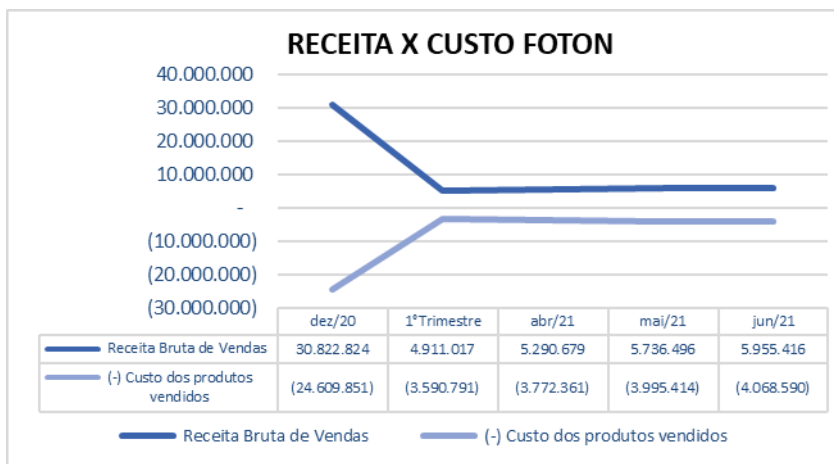 RECEITA X CUSTO FOTON
40.000.000
30.000.000
20.000.000
10.000.000
-
(10.000.000)
(20.000.000)
(30.000.000)
dez/20 1°Trimestre abr/21 mai/21 jun/21
Receita Bruta de Vendas 30.822.824 4.911.017 5.290.679 5.736.496 5.955.416
(-) Custo dos produtos
vendidos (24.609.851) (3.590.791) (3.772.361) (3.995.414) (4.068.590)
Receita Bruta de Vendas (-) Custo dos produtos vendidos